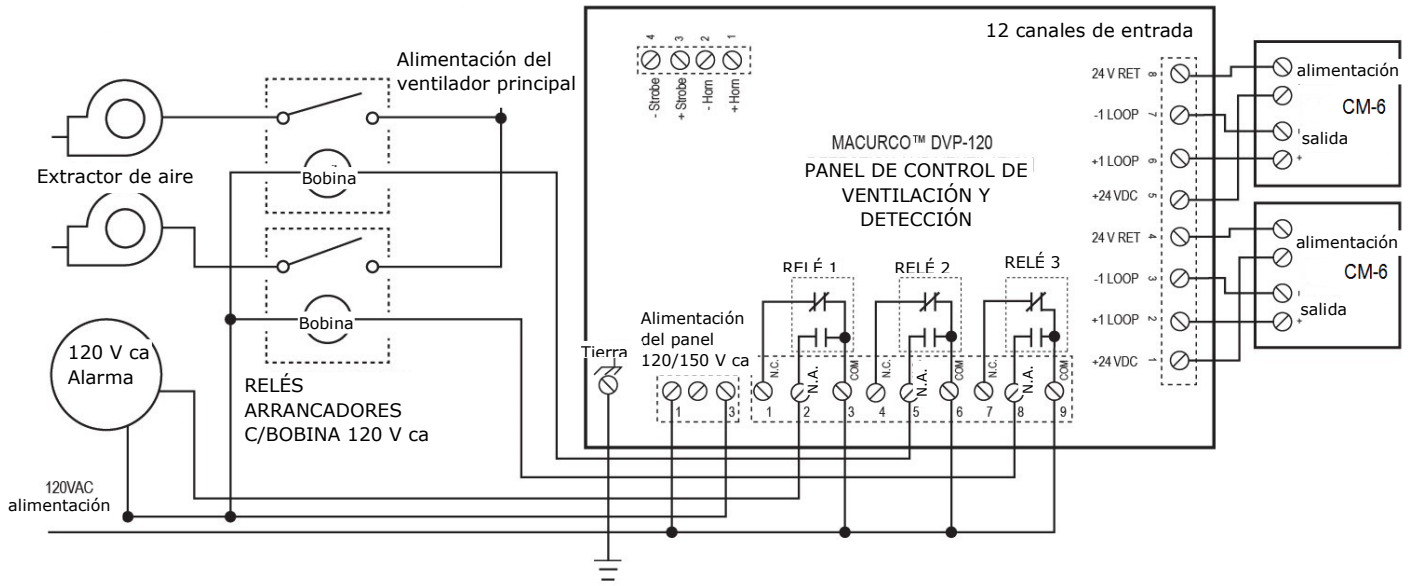 12 canales de entrada
4
3
2
1
- Strobe
+ Strobe
- Horn
+ Horn
Alimentación del
ventilador principal
Bobina
Extractor de aire
Bobina
RELÉS
ARRANCADORES
C/BOBINA 120 V ca
120 V ca
Alarma
120VAC
alimentación
MACURCO™ DVP-120
PANEL DE CONTROL DE
VENTILACIÓN Y
DETECCIÓN
RELÉ 1
RELÉ 2
RELÉ 3
Tierra
Alimentación
del panel
120/150 V ca
1
3
N.C.
N.A.
COM
N.C.
N.A.
COM
N.C.
N.A.
COM
1
2
3
4
5
6
7
8
9
24 V RET 8
-1 LOOP 7
+1 LOOP 6
+24 VDC 5
24 V RET 4
-1 LOOP 3
+1 LOOP 2
+24 VDC 1
alimentación
CM-6
-
salida
+
alimentación
CM-6
-
salida
+